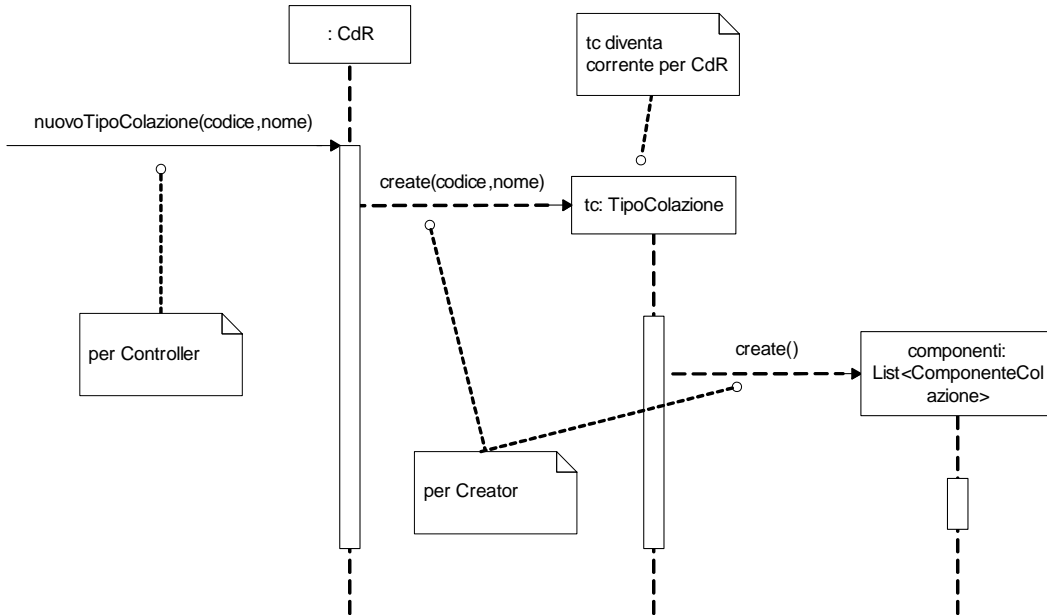 : CdR
tc diventa
corrente per CdR
nuovoTipoColazione(codice,nome)
create(codice,nome)
tc: TipoColazione
per Controller
create()
componenti:
List<ComponenteCol
azione>
per Creator